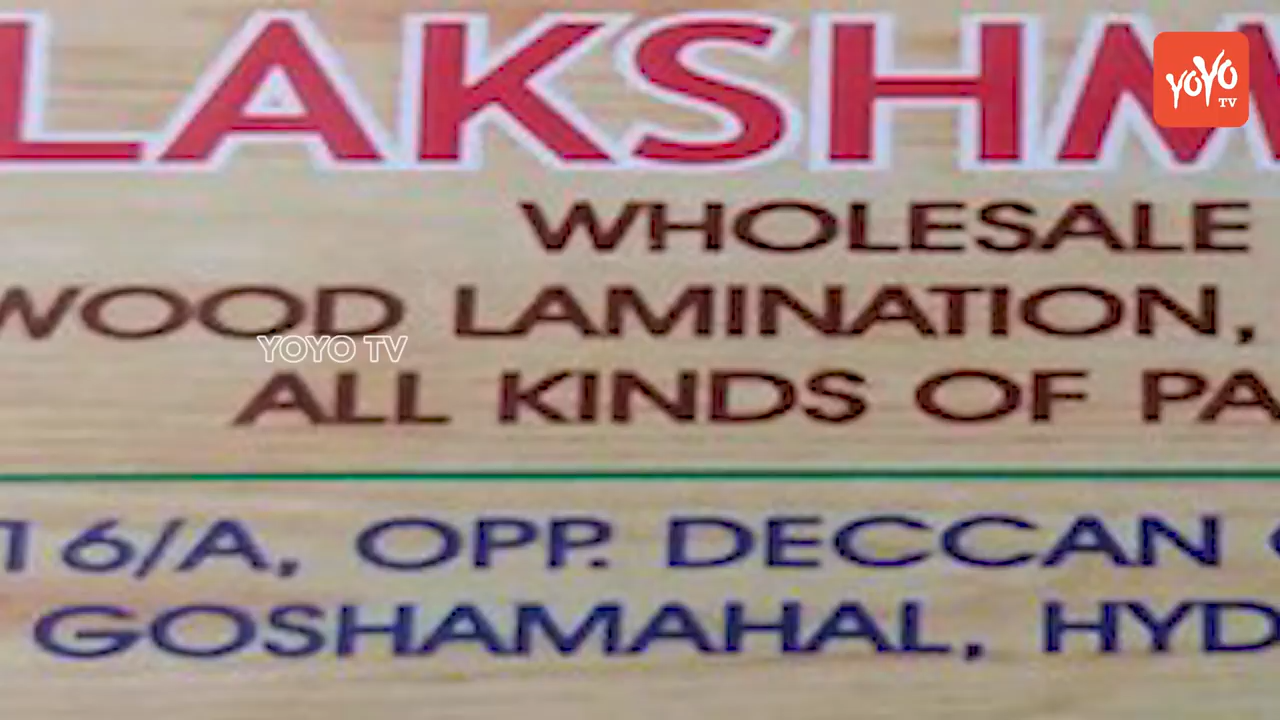 LAKSHM
YOYO
TV
WHOLESALE
WOOD LAMINATION,
YOYO TV
ALL KINDS OF PA
16/A, OPP. DECCAN
GOSHAMAHAL, HYD